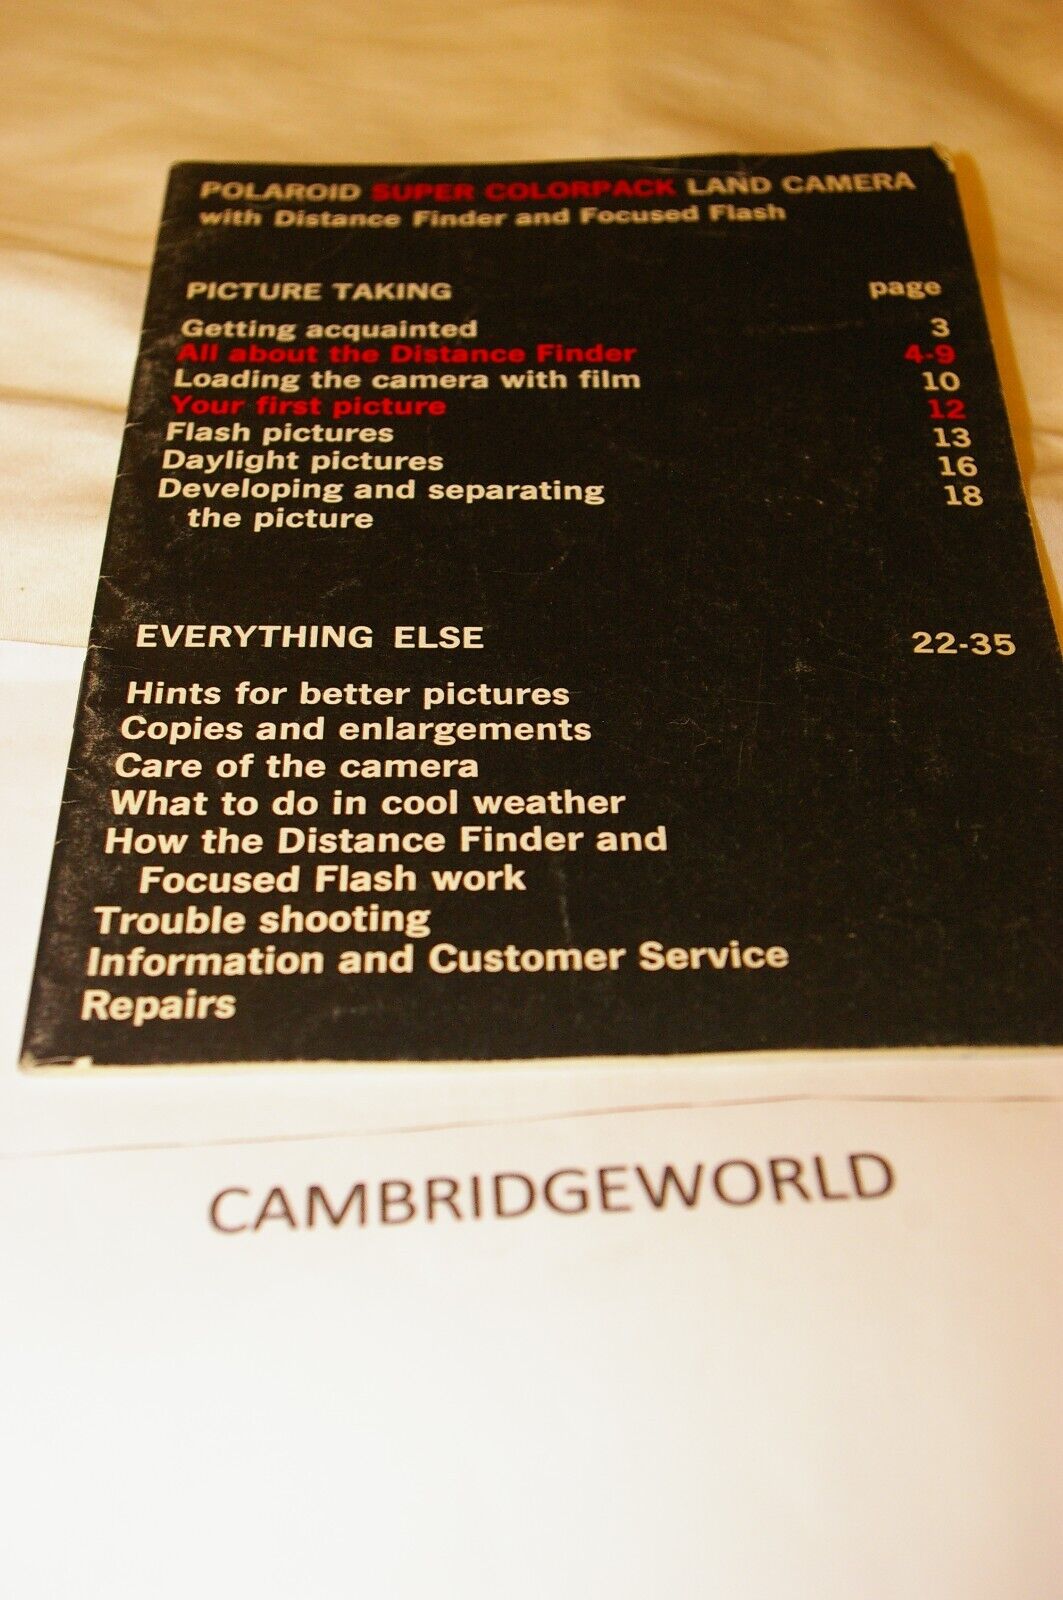 POLAROID SUPER COLORPACK LAND CAMERA
with Distance Finder and Focused Flash
PICTURE TAKING page
Getting acquainted 3
All about the Distance Finder 4-9
Loading the camera with film 10
Your first picture 12
Flash pictures 13
Daylight pictures 16
Developing and separating 18
the picture
EVERYTHING ELSE 22-35
Hints for better pictures
Copies and enlargements
Care of the camera
What to do in cool weather
How the Distance Finder and
Focused Flash work
Trouble shooting
Information and Customer Service
Repairs
CAMBRIDGEWORLD